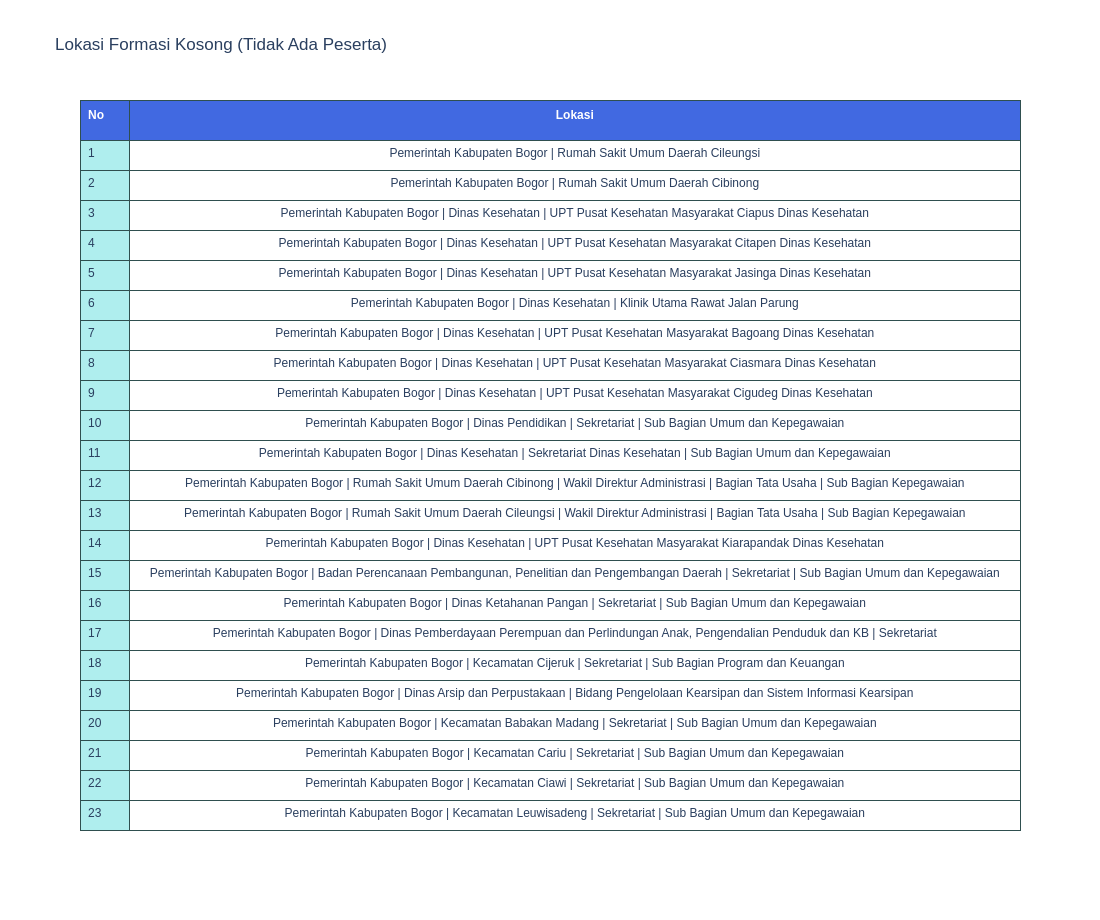 Lokasi Formasi Kosong (Tidak Ada Peserta)
No Lokasi
1 Pemerintah Kabupaten Bogor | Rumah Sakit Umum Daerah Cileungsi
2 Pemerintah Kabupaten Bogor | Rumah Sakit Umum Daerah Cibinong
3 Pemerintah Kabupaten Bogor | Dinas Kesehatan | UPT Pusat Kesehatan Masyarakat Ciapus Dinas Kesehatan
4 Pemerintah Kabupaten Bogor | Dinas Kesehatan | UPT Pusat Kesehatan Masyarakat Citapen Dinas Kesehatan
5 Pemerintah Kabupaten Bogor | Dinas Kesehatan | UPT Pusat Kesehatan Masyarakat Jasinga Dinas Kesehatan
6 Pemerintah Kabupaten Bogor | Dinas Kesehatan | Klinik Utama Rawat Jalan Parung
7 Pemerintah Kabupaten Bogor | Dinas Kesehatan | UPT Pusat Kesehatan Masyarakat Bagoang Dinas Kesehatan
8 Pemerintah Kabupaten Bogor | Dinas Kesehatan | UPT Pusat Kesehatan Masyarakat Ciasmara Dinas Kesehatan
9 Pemerintah Kabupaten Bogor | Dinas Kesehatan | UPT Pusat Kesehatan Masyarakat Cigudeg Dinas Kesehatan
10 Pemerintah Kabupaten Bogor | Dinas Pendidikan | Sekretariat | Sub Bagian Umum dan Kepegawaian
11 Pemerintah Kabupaten Bogor | Dinas Kesehatan | Sekretariat Dinas Kesehatan | Sub Bagian Umum dan Kepegawaian
12 Pemerintah Kabupaten Bogor | Rumah Sakit Umum Daerah Cibinong | Wakil Direktur Administrasi | Bagian Tata Usaha | Sub Bagian Kepegawaian
13 Pemerintah Kabupaten Bogor | Rumah Sakit Umum Daerah Cileungsi | Wakil Direktur Administrasi | Bagian Tata Usaha | Sub Bagian Kepegawaian
14 Pemerintah Kabupaten Bogor | Dinas Kesehatan | UPT Pusat Kesehatan Masyarakat Kiarapandak Dinas Kesehatan
15 Pemerintah Kabupaten Bogor | Badan Perencanaan Pembangunan, Penelitian dan Pengembangan Daerah | Sekretariat | Sub Bagian Umum dan Kepegawaian
16 Pemerintah Kabupaten Bogor | Dinas Ketahanan Pangan | Sekretariat | Sub Bagian Umum dan Kepegawaian
17 Pemerintah Kabupaten Bogor | Dinas Pemberdayaan Perempuan dan Perlindungan Anak, Pengendalian Penduduk dan KB | Sekretariat
18 Pemerintah Kabupaten Bogor | Kecamatan Cijeruk | Sekretariat | Sub Bagian Program dan Keuangan
19 Pemerintah Kabupaten Bogor | Dinas Arsip dan Perpustakaan | Bidang Pengelolaan Kearsipan dan Sistem Informasi Kearsipan
20 Pemerintah Kabupaten Bogor | Kecamatan Babakan Madang | Sekretariat | Sub Bagian Umum dan Kepegawaian
21 Pemerintah Kabupaten Bogor | Kecamatan Cariu | Sekretariat | Sub Bagian Umum dan Kepegawaian
22 Pemerintah Kabupaten Bogor | Kecamatan Ciawi | Sekretariat | Sub Bagian Umum dan Kepegawaian
23 Pemerintah Kabupaten Bogor | Kecamatan Leuwisadeng | Sekretariat | Sub Bagian Umum dan Kepegawaian